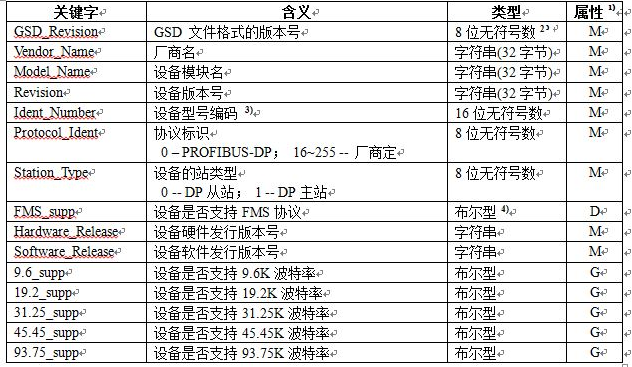 关键字 含义 类型 属性 1)
GSD_Revision GSD 文件格式的版本号 8 位无符号数 2)
M
Vendor_Name 厂商名 字符串(32 字节) M
Model_Name 设备模块名 字符串(32 字节) M
Revision 设备版本号 字符串(32 字节) M
Ident_Number 设备型号编码 3) 16 位无符号数 M
Protocol_Ident 协议标识 8 位无符号数 M
0 – PROFIBUS-DP； 16~255 -- 厂商定
Station_Type 设备的站类型 8 位无符号数 M
0 -- DP 从站； 1 -- DP 主站
FMS_supp 设备是否支持 FMS 协议 布尔型 4) D
Hardware_Release 设备硬件发行版本号 字符串 M
Software_Release 设备软件发行版本号 字符串 M
9.6_supp 设备是否支持 9.6K 波特率 布尔型 G
19.2_supp 设备是否支持 19.2K 波特率 布尔型 G
31.25_supp 设备是否支持 31.25K 波特率 布尔型 G
45.45_supp 设备是否支持 45.45K 波特率 布尔型 G
93.75_supp 设备是否支持 93.75K 波特率 布尔型 G